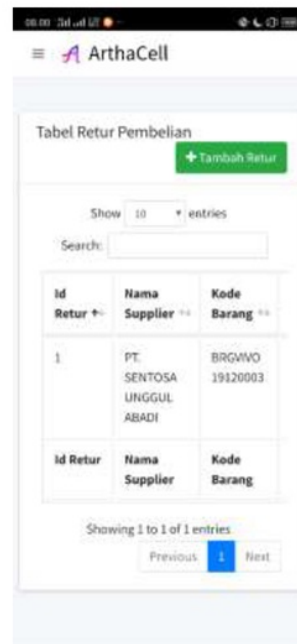 ArthaCell
Tabel Retur Pembelian
+ Tambah Retur
Show 10 entries
Search:
Id Retur Nama Supplier Kode Barang
1 PT. SENTOSA UNGGUL ABADI BRGVIVO 19120003
Id Retur Nama Supplier Kode Barang
Showing 1 to 1 of 1 entries
Previous 1 Next